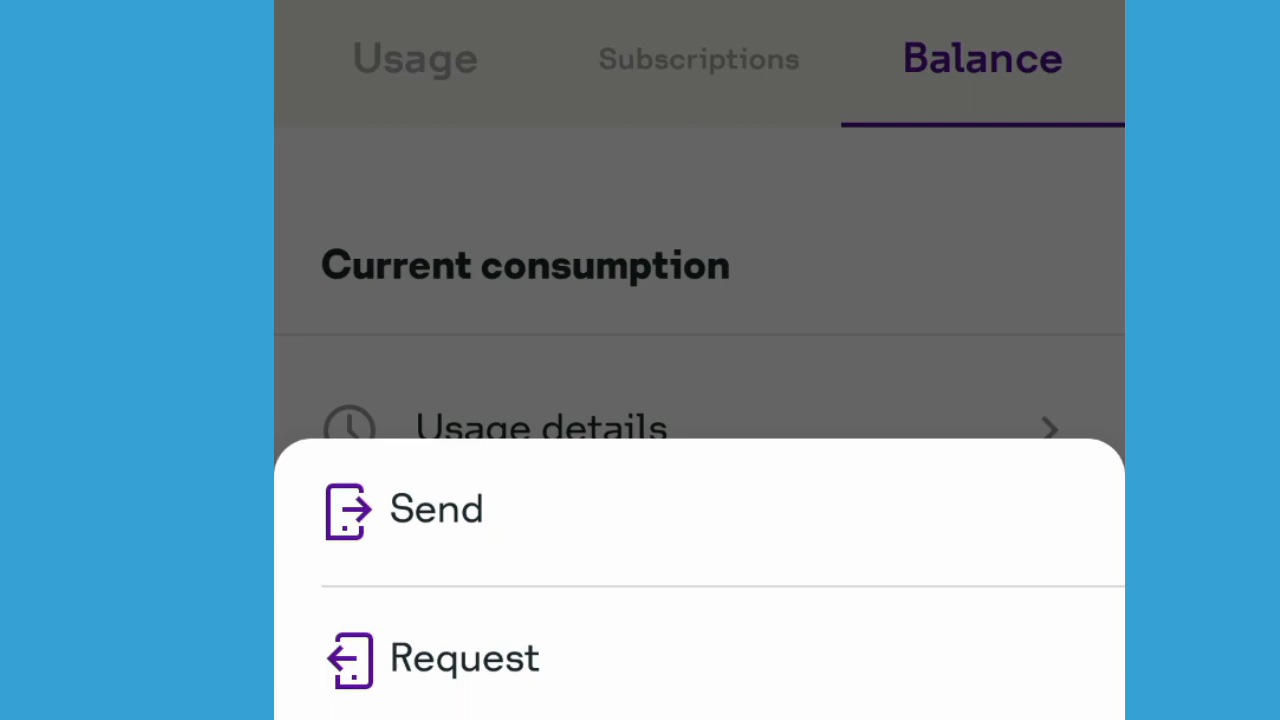 Usage Subscriptions Balance
Current consumption
Usage details
Send
Request